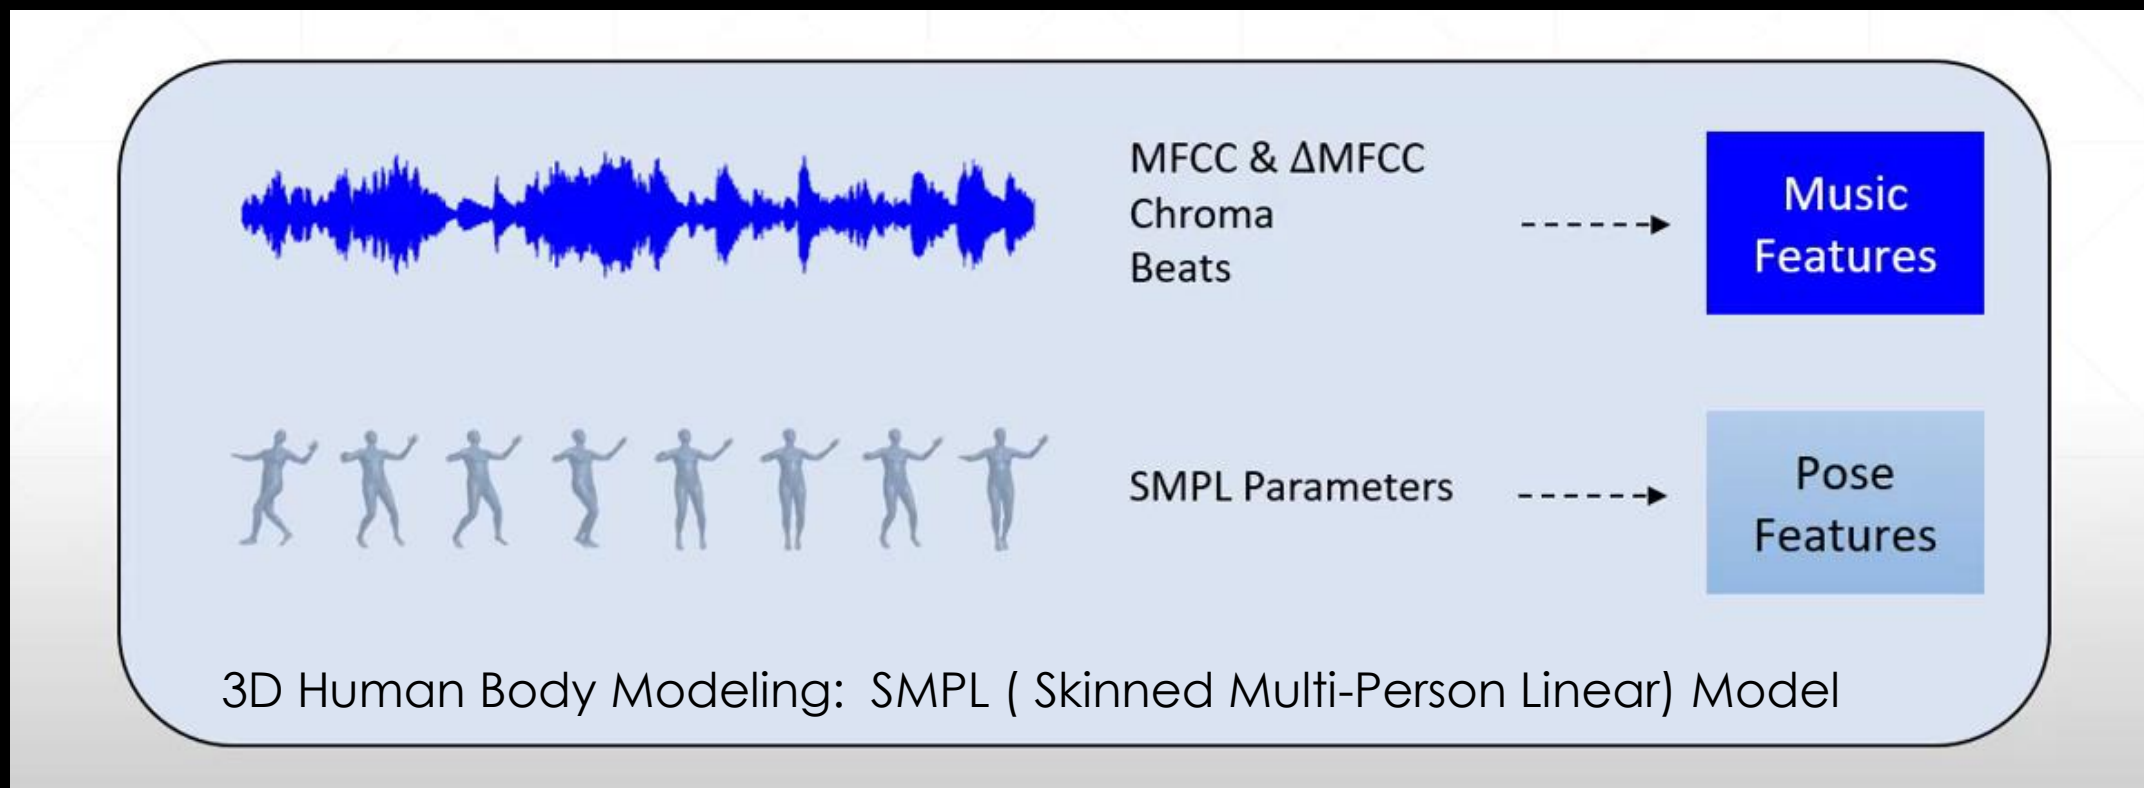 MFCC & ΔMFCC
Chroma
Beats
Music
Features
SMPL Parameters
Pose
Features
3D Human Body Modeling: SMPL ( Skinned Multi-Person Linear) Model